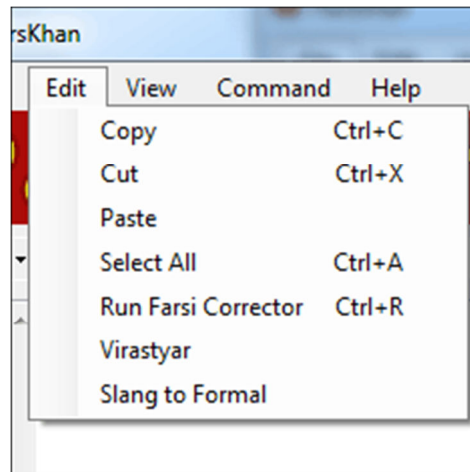 rsKhan
Edit View Command Help
Copy Ctrl+C
Cut Ctrl+X
Paste
Select All Ctrl+A
Run Farsi Corrector Ctrl+R
Virastyar
Slang to Formal